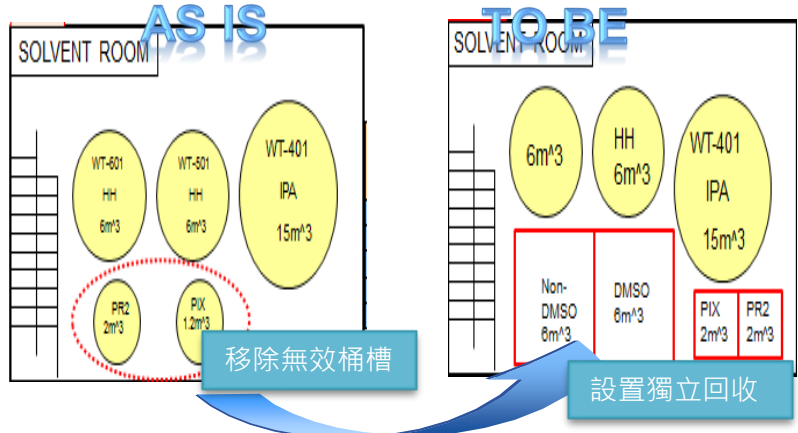 AS IS
SOLVENT ROOM
WT-601
HH
6m^3
WT-501
HH
6m^3
WT-401
IPA
15m^3
PR2
2m^3
PIX
1.2m^3
移除無效桶槽
TO BE
SOLVENT ROOM
6m^3
HH
6m^3
WT-401
IPA
15m^3
Non-
DMSO
6m^3
DMSO
6m^3
PIX
2m^3
PR2
2m^3
設置獨立回收